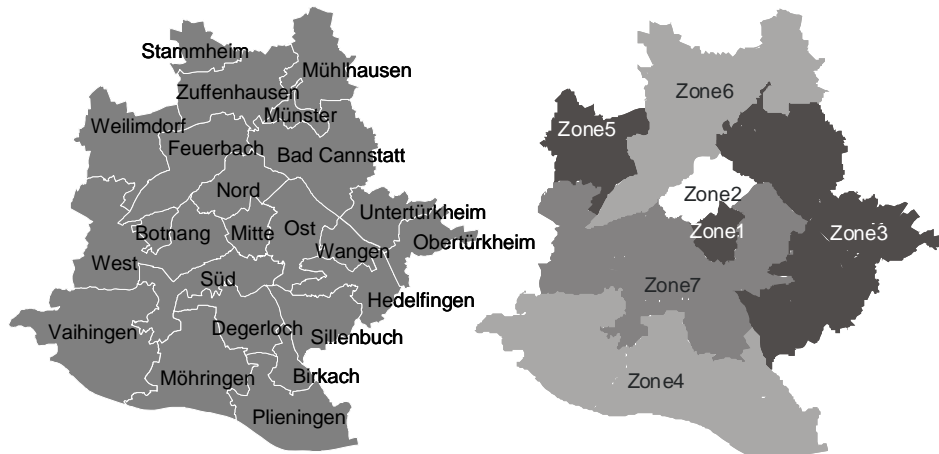 Stammheim
Mühlhausen
Zuffenhausen
Münster
Weilimdorf
Feuerbach
Bad Cannstatt
Nord
Untertürkheim
Botnang
Mitte
Ost
Obertürkheim
Wangen
West
Süd
Hedelfingen
Vaihingen
Degerloch
Sillenbuch
Möhringen
Birkach
Plieningen
Zone6
Zone5
Zone2
Zone1
Zone3
Zone7
Zone4